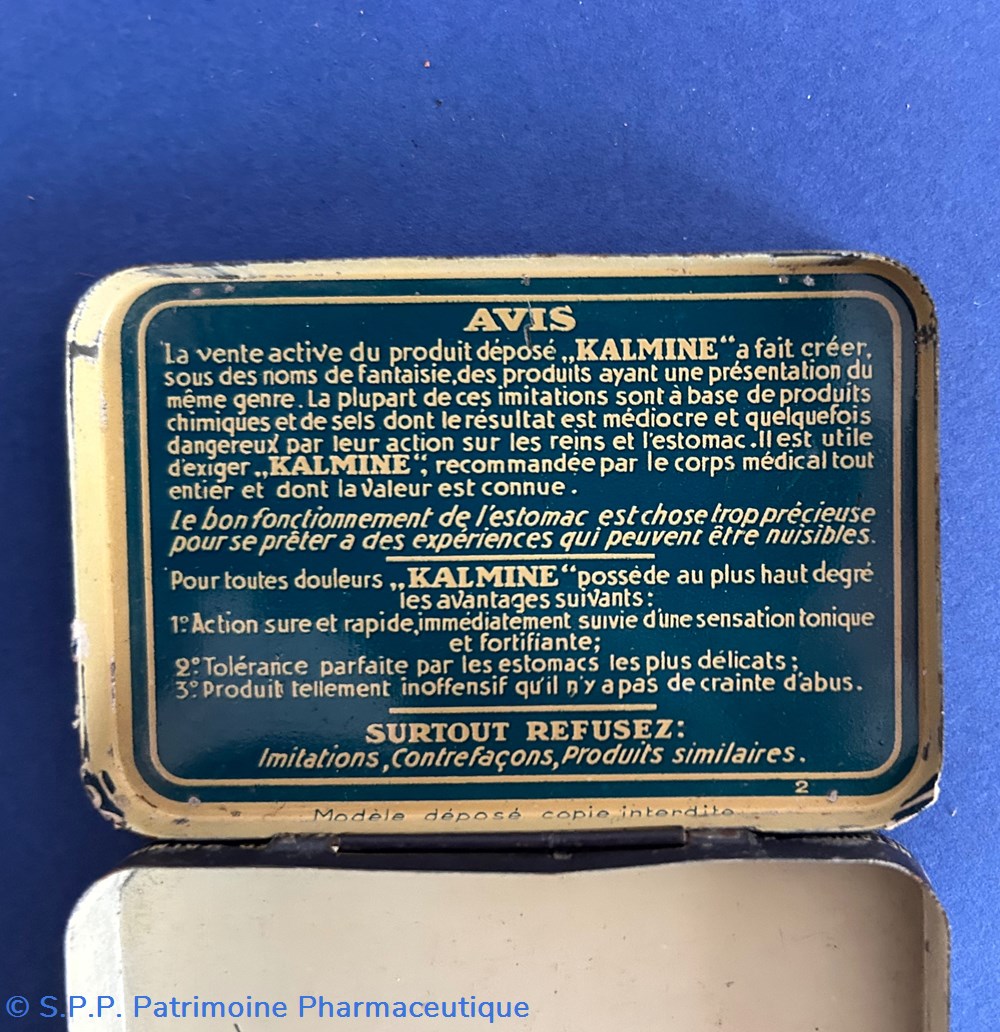 AVIS
La vente active du produit déposé „KALMINE“ a fait créer,
sous des noms de fantaisie, des produits ayant une présentation du
même genre. La plupart de ces imitations sont à base de produits
chimiques et de sels dont le résultat est médiocre et quelquefois
dangereux par leur action sur les reins et l'estomac. Il est utile
d'exiger „KALMINE“, recommandée par le corps médical tout
entier et dont la valeur est connue.
Le bon fonctionnement de l'estomac est chose trop précieuse
pour se prêter a des expériences qui peuvent être nuisibles.
Pour toutes douleurs „KALMINE“ possède au plus haut degré
les avantages suivants:
1º Action sure et rapide, immédiatement suivie d'une sensation tonique
et fortifiante;
2º Tolérance parfaite par les estomacs les plus délicats;
3º Produit tellement inoffensif qu'il n'y a pas de crainte d'abus.
SURTOUT REFUSEZ:
Imitations, Contrefaçons, Produits similaires.
2
Modèle déposé copie interdite
© S.P.P. Patrimoine Pharmaceutique